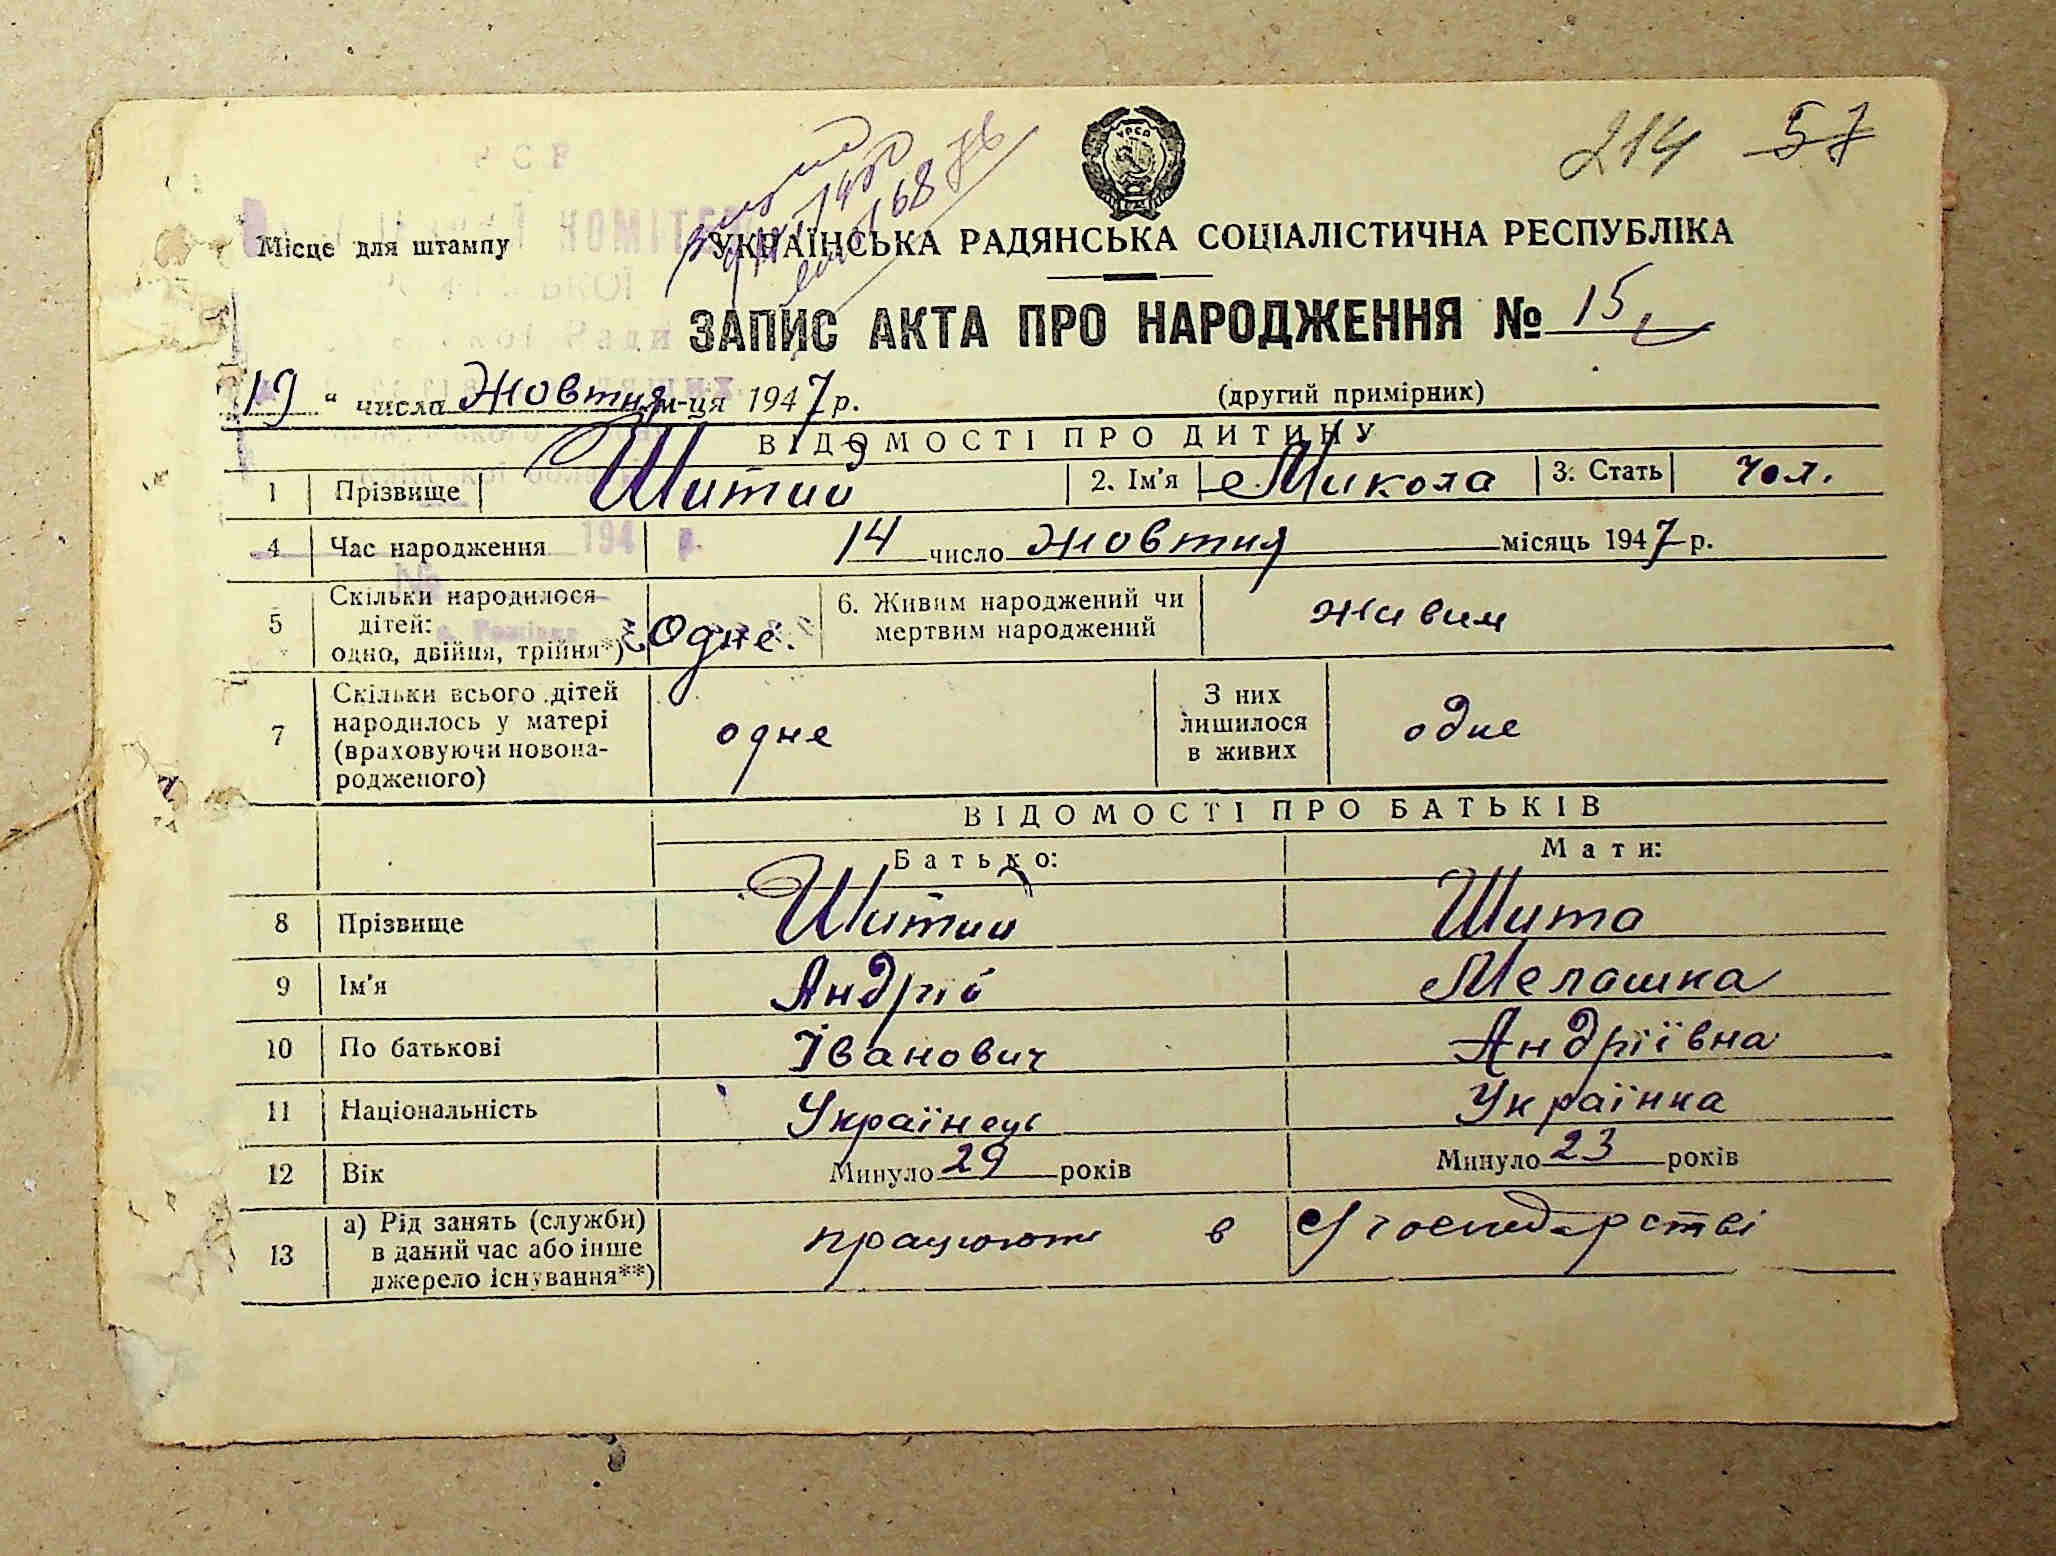 214 57
УРСР
КОМІТЕТ
Місце для штампу
УКРАЇНСЬКА РАДЯНСЬКА СОЦІАЛІСТИЧНА РЕСПУБЛІКА
ЗАПИС АКТА ПРО НАРОДЖЕННЯ № 15
19 " числа Жовтня м-ця 1947 р. (другий примірник)
ВІДОМОСТІ ПРО ДИТИНУ
1 Прізвище Шитий 2. Ім'я Микола 3. Стать чол.
4 Час народження 14 число Жовтня місяць 1947 р.
5 Скільки народилося дітей: одно, двійня, трійня*) Одне. 6. Живим народжений чи мертвим народжений живим
7 Скільки всього дітей народилось у матері (враховуючи новонародженого) одне З них лишилося в живих одне
ВІДОМОСТІ ПРО БАТЬКІВ
Батько: Мати:
8 Прізвище Шитий Шита
9 Ім'я Андрій Мелашка
10 По батькові Іванович Андріївна
11 Національність Українець Українка
12 Вік Минуло 29 років Минуло 23 років
13 а) Рід занять (служби) в даний час або інше джерело існування**) працюють в с/господарстві